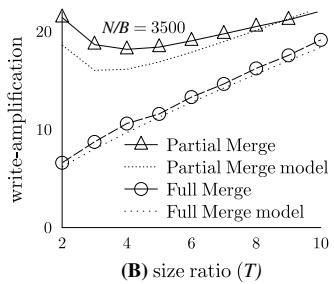 20
N/B = 3500
write-amplification
10
Partial Merge
Partial Merge model
Full Merge
Full Merge model
0
2 4 6 8 10
(B) size ratio (T)